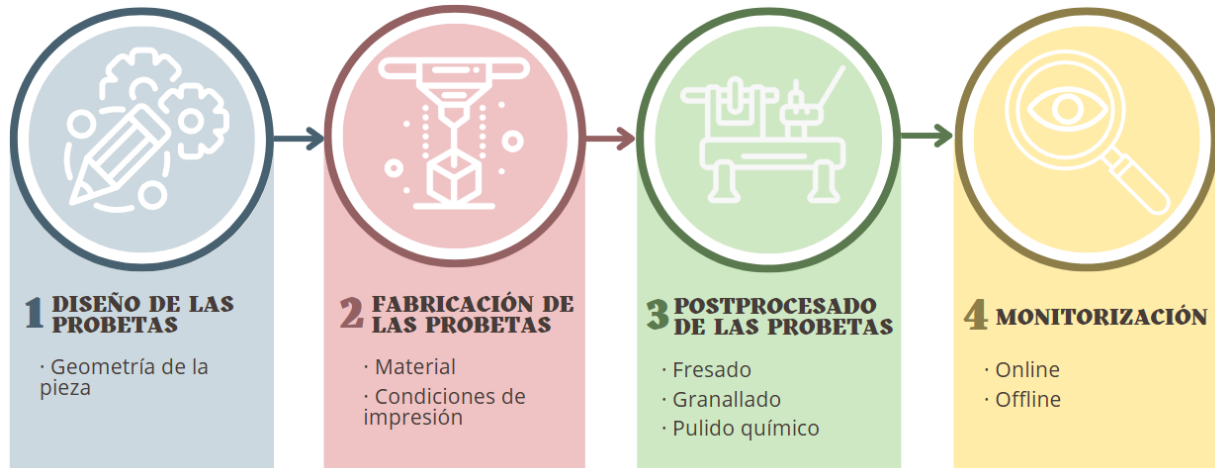 1 DISEÑO DE LAS
PROBETAS
· Geometría de la
pieza
2 FABRICACIÓN DE
LAS PROBETAS
· Material
· Condiciones de
impresión
3 POSTPROCESADO
DE LAS PROBETAS
· Fresado
· Granallado
· Pulido químico
4 MONITORIZACIÓN
· Online
· Offline